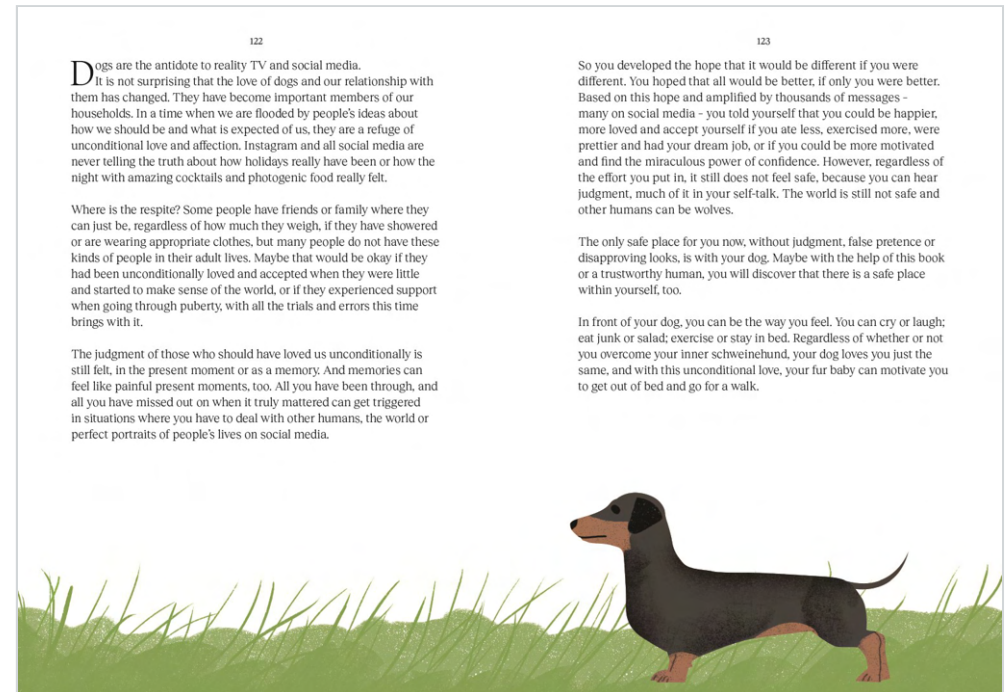 122
Dogs are the antidote to reality TV and social media.
It is not surprising that the love of dogs and our relationship with
them has changed. They have become important members of our
households. In a time when we are flooded by people's ideas about
how we should be and what is expected of us, they are a refuge of
unconditional love and affection. Instagram and all social media are
never telling the truth about how holidays really have been or how the
night with amazing cocktails and photogenic food really felt.
Where is the respite? Some people have friends or family where they
can just be, regardless of how much they weigh, if they have showered
or are wearing appropriate clothes, but many people do not have these
kinds of people in their adult lives. Maybe that would be okay if they
had been unconditionally loved and accepted when they were little
and started to make sense of the world, or if they experienced support
when going through puberty, with all the trials and errors this time
brings with it.
The judgment of those who should have loved us unconditionally is
still felt, in the present moment or as a memory. And memories can
feel like painful present moments, too. All you have been through, and
all you have missed out on when it truly mattered can get triggered
in situations where you have to deal with other humans, the world or
perfect portraits of people's lives on social media.
123
So you developed the hope that it would be different if you were
different. You hoped that all would be better, if only you were better.
Based on this hope and amplified by thousands of messages –
many on social media – you told yourself that you could be happier,
more loved and accept yourself if you ate less, exercised more, were
prettier and had your dream job, or if you could be more motivated
and find the miraculous power of confidence. However, regardless of
the effort you put in, it still does not feel safe, because you can hear
judgment, much of it in your self-talk. The world is still not safe and
other humans can be wolves.
The only safe place for you now, without judgment, false pretence or
disapproving looks, is with your dog. Maybe with the help of this book
or a trustworthy human, you will discover that there is a safe place
within yourself, too.
In front of your dog, you can be the way you feel. You can cry or laugh;
eat junk or salad; exercise or stay in bed. Regardless of whether or not
you overcome your inner schweinehund, your dog loves you just the
same, and with this unconditional love, your fur baby can motivate you
to get out of bed and go for a walk.